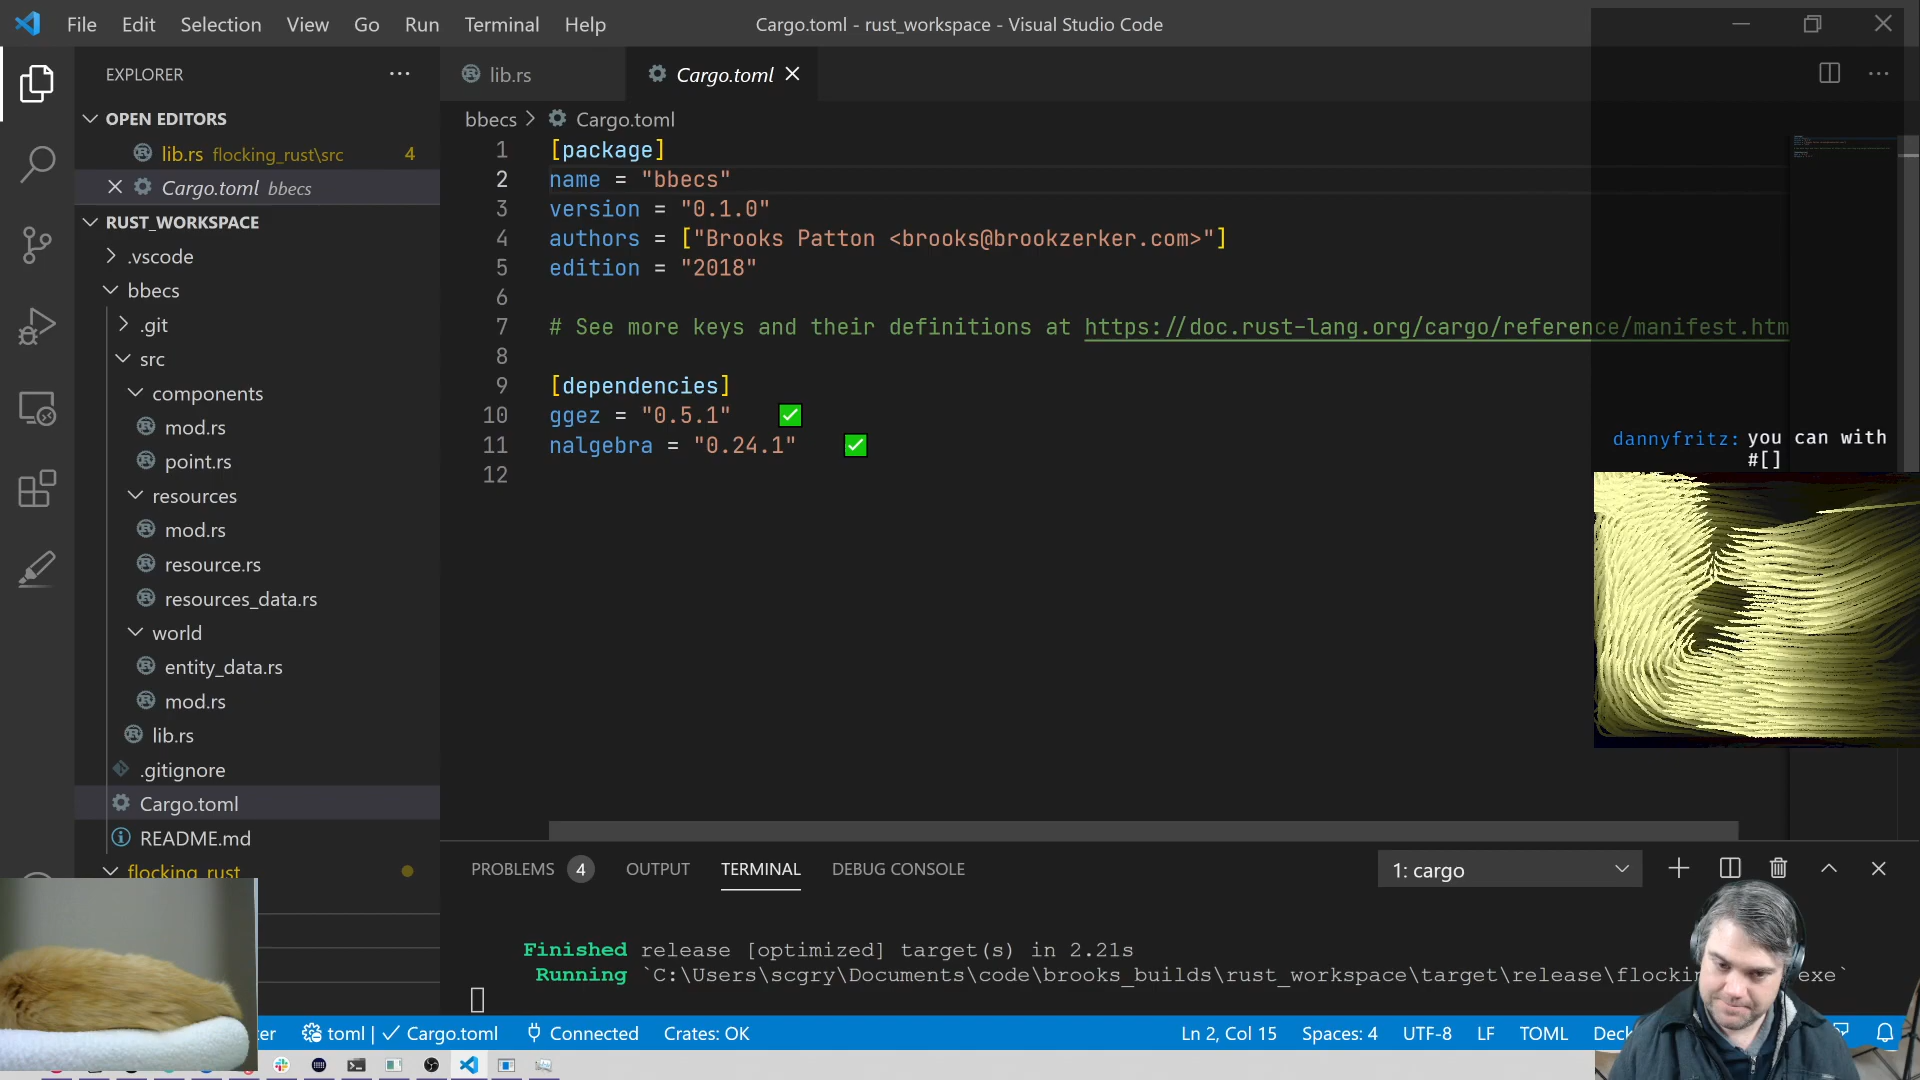 File Edit Selection View Go Run Terminal Help
Cargo.toml - rust_workspace - Visual Studio Code
EXPLORER
OPEN EDITORS
lib.rs flocking_rust\src 4
Cargo.toml bbecs
RUST_WORKSPACE
.vscode
bbecs
.git
src
components
mod.rs
point.rs
resources
mod.rs
resource.rs
resources_data.rs
world
entity_data.rs
mod.rs
lib.rs
.gitignore
Cargo.toml
README.md
flocking_rust
lib.rs
Cargo.toml
bbecs > Cargo.toml
1 [package]
2 name = "bbecs"
3 version = "0.1.0"
4 authors = ["Brooks Patton <brooks@brookzerker.com>"]
5 edition = "2018"
6
7 # See more keys and their definitions at https://doc.rust-lang.org/cargo/reference/manifest.htm
8
9 [dependencies]
10 ggez = "0.5.1" ✅
11 nalgebra = "0.24.1" ✅
12
dannyfritz: you can with
#[]
PROBLEMS 4 OUTPUT TERMINAL DEBUG CONSOLE
1: cargo
Finished release [optimized] target(s) in 2.21s
Running `C:\Users\scgry\Documents\code\brooks_builds\rust_workspace\target\release\flockin exe`
toml | ✓ Cargo.toml Connected Crates: OK
Ln 2, Col 15 Spaces: 4 UTF-8 LF TOML